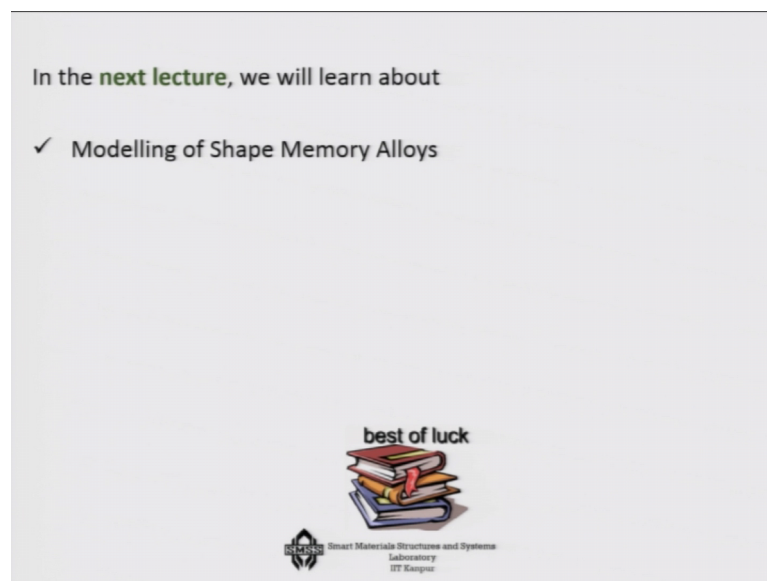 In the next lecture, we will learn about
✓ Modelling of Shape Memory Alloys
best of luck
SMSS
Smart Materials Structures and Systems
Laboratory
IIT Kanpur